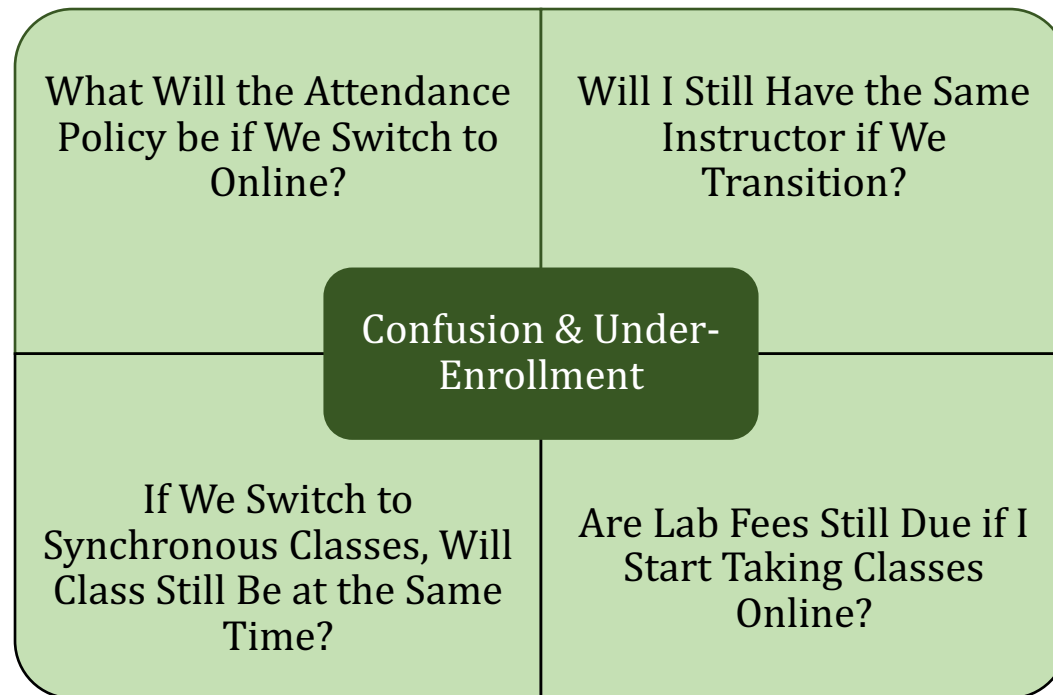 What Will the Attendance
Policy be if We Switch to
Online?
Will I Still Have the Same
Instructor if We
Transition?
Confusion & Under-
Enrollment
If We Switch to
Synchronous Classes, Will
Class Still Be at the Same
Time?
Are Lab Fees Still Due if I
Start Taking Classes
Online?